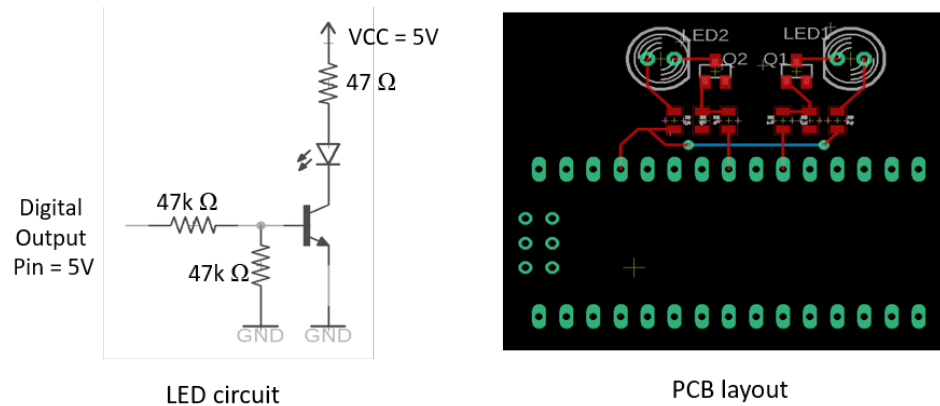 VCC = 5V
47 Ω
47k Ω
Digital
Output
Pin = 5V
47k Ω
GND
GND
LED circuit
LED2
LED1
Q2
Q1
PCB layout